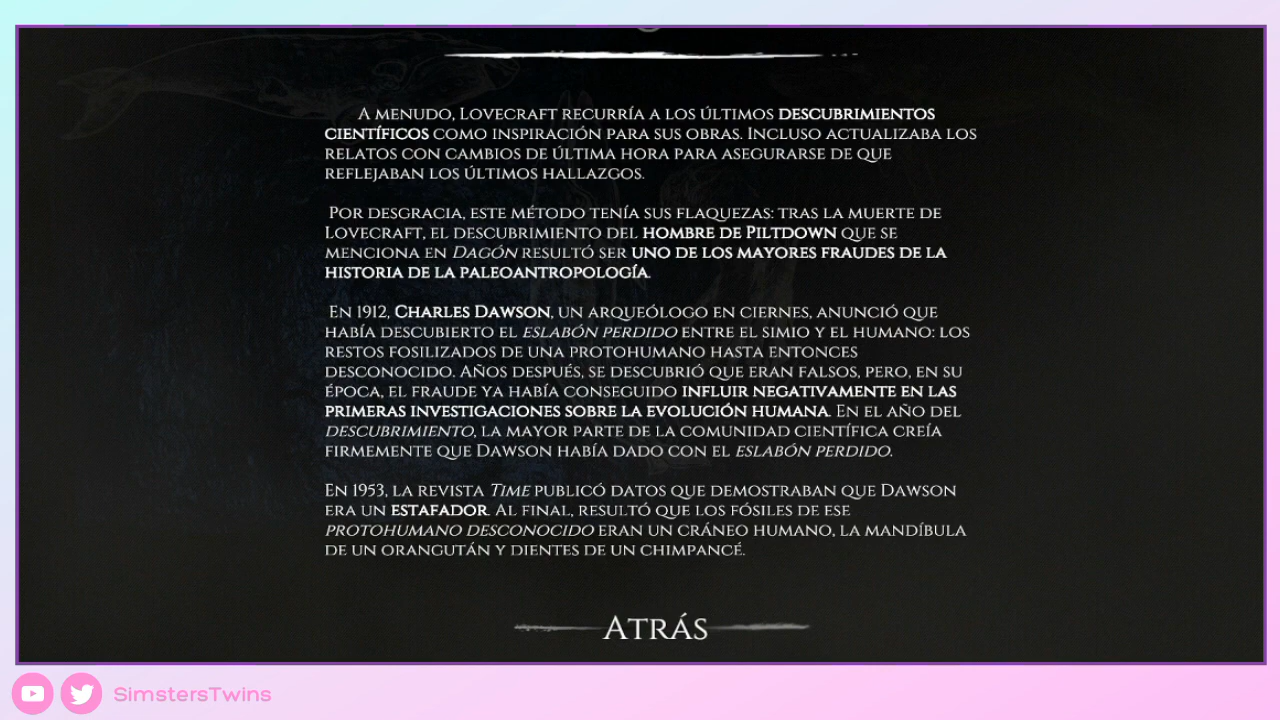 A menudo, Lovecraft recurría a los últimos descubrimientos
científicos como inspiración para sus obras. Incluso actualizaba los
relatos con cambios de última hora para asegurarse de que
reflejaban los últimos hallazgos.
Por desgracia, este método tenía sus flaquezas: tras la muerte de
Lovecraft, el descubrimiento del hombre de Piltdown que se
menciona en Dagón resultó ser uno de los mayores fraudes de la
historia de la paleoantropología.
En 1912, Charles Dawson, un arqueólogo en ciernes, anunció que
había descubierto el eslabón perdido entre el simio y el humano: los
restos fosilizados de una protohumano hasta entonces
desconocido. Años después, se descubrió que eran falsos, pero, en su
época, el fraude ya había conseguido influir negativamente en las
primeras investigaciones sobre la evolución humana. En el año del
descubrimiento, la mayor parte de la comunidad científica creía
firmemente que Dawson había dado con el eslabón perdido.
En 1953, la revista Time publicó datos que demostraban que Dawson
era un estafador. Al final, resultó que los fósiles de ese
protohumano desconocido eran un cráneo humano, la mandíbula
de un orangután y dientes de un chimpancé.
Atrás
SimstersTwins